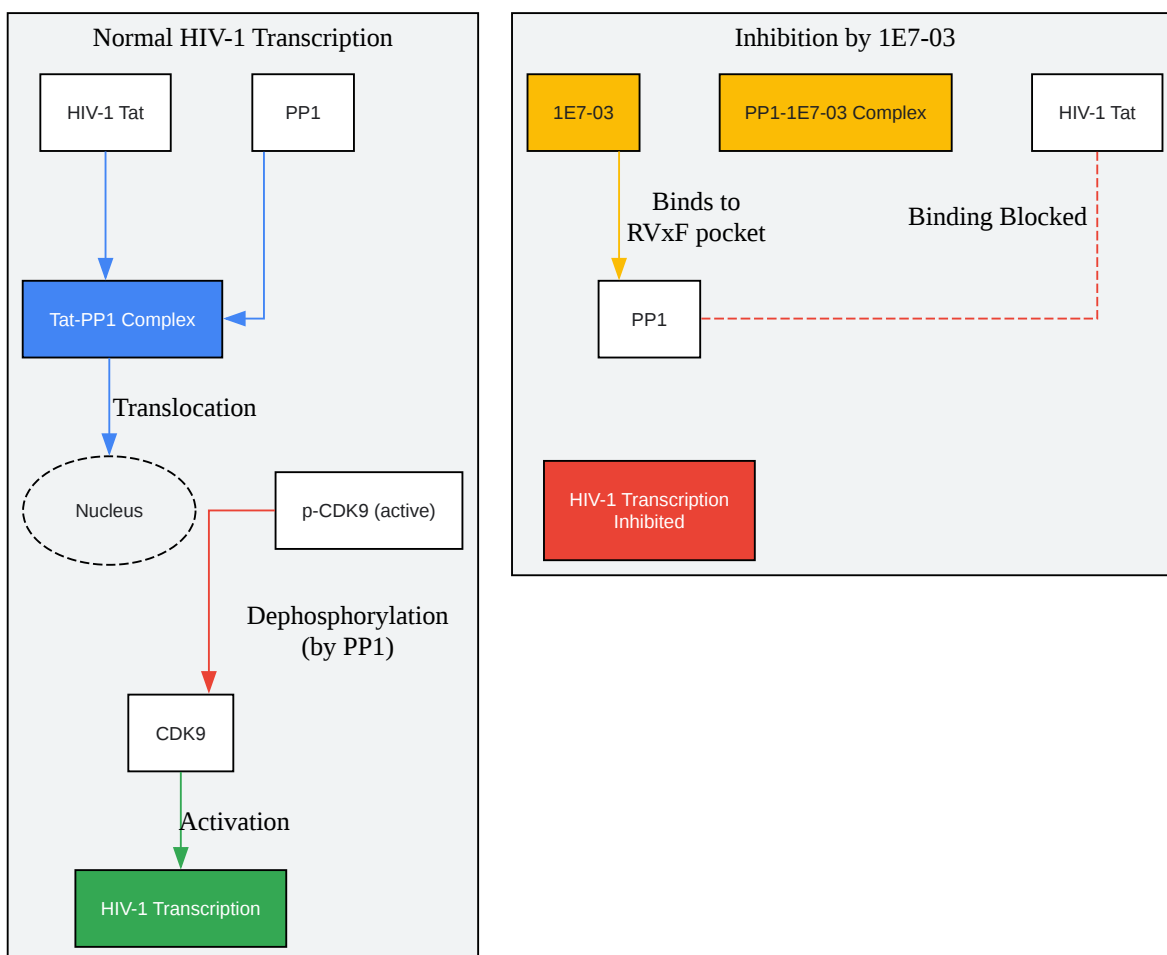 Normal HIV-1 Transcription
HIV-1 Tat
PP1
Tat-PP1 Complex
Translocation
Nucleus
p-CDK9 (active)
Dephosphorylation
(by PP1)
CDK9
Activation
HIV-1 Transcription
Inhibition by 1E7-03
1E7-03
PP1-1E7-03 Complex
HIV-1 Tat
Binds to
RVxF pocket
Binding Blocked
PP1
HIV-1 Transcription
Inhibited